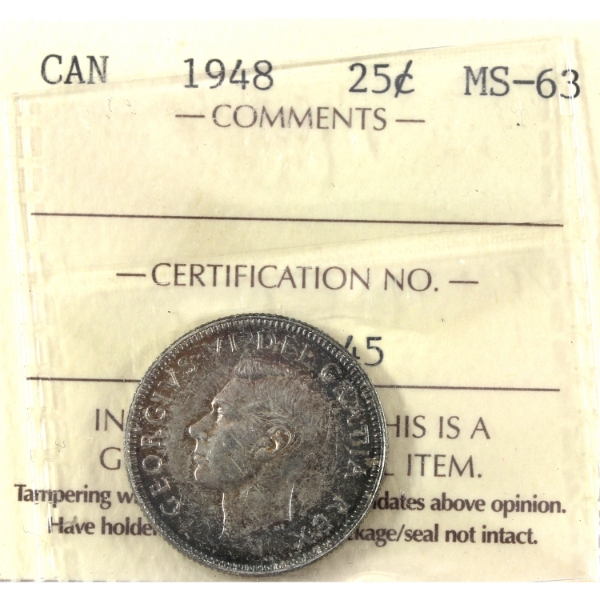 CAN 1948 25¢ MS-63
— COMMENTS —
— CERTIFICATION NO. —
45
GEORGIVS VI DEI GRATIA REX
IN HIS IS A
G ITEM.
Tampering w dates above opinion.
Have holde kage/seal not intact.